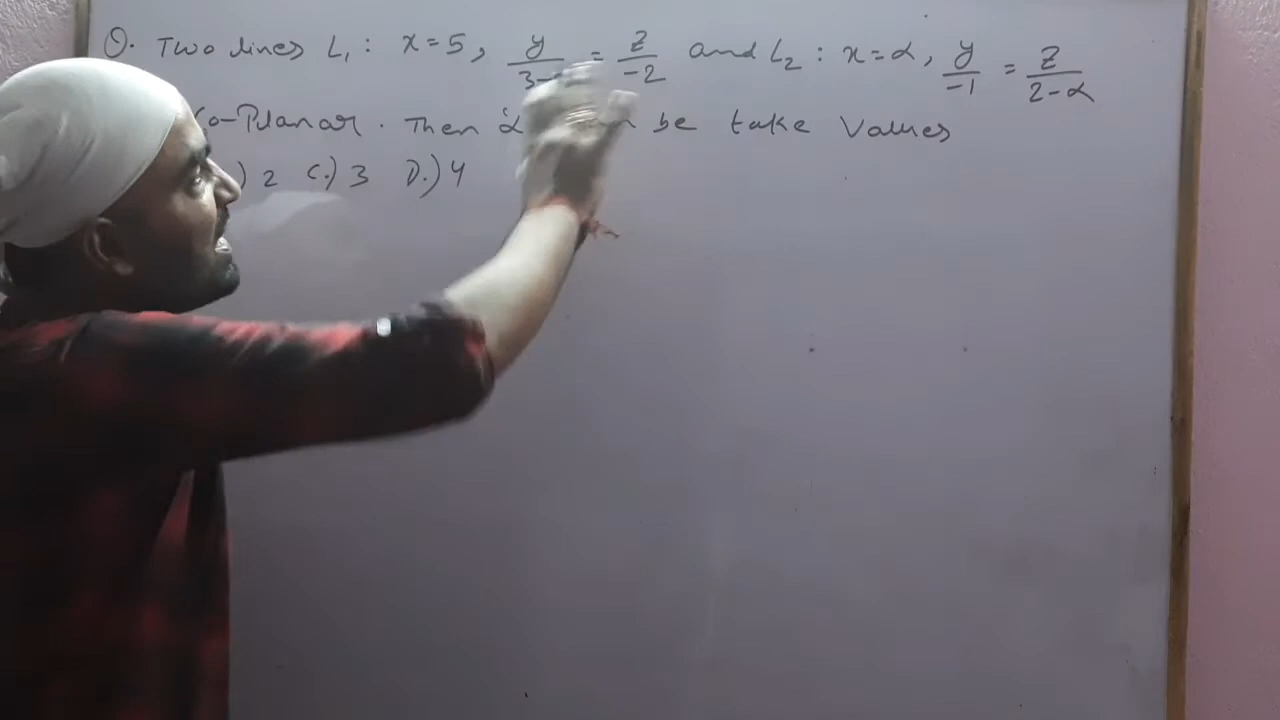 Q. Two lines L₁ : x=5, y/3- = z/-2 and L₂ : x=α, y/-1 = z/2-α
Co-Planar. Then α be take Values
) 2 C.) 3 D.) 4